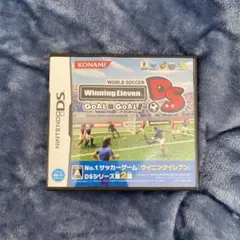 KONAMI
WORLD SOCCER
Winning Eleven
DS
GOAL×GOAL!
NINTENDO DS
No.1サッカーゲーム「ウイニングイレブン」
DSシリーズ第2弾
A